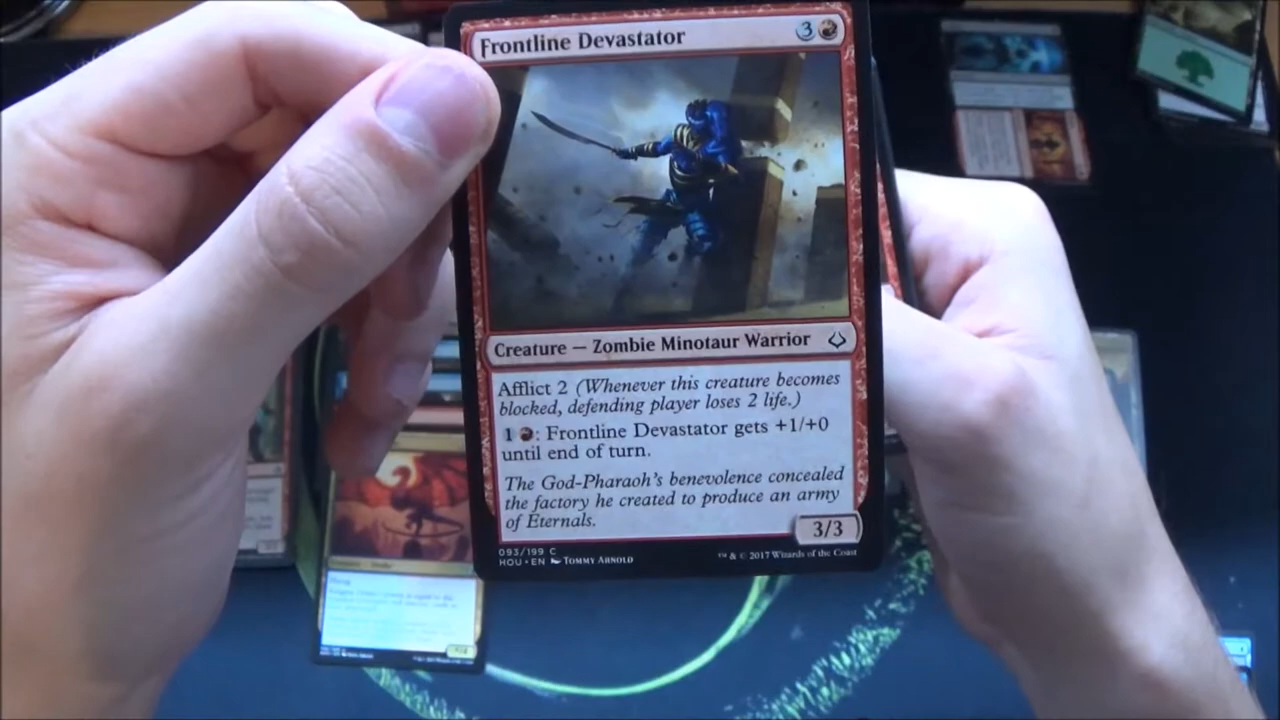 Frontline Devastator 3
Creature — Zombie Minotaur Warrior
Afflict 2 (Whenever this creature becomes
blocked, defending player loses 2 life.)
1 : Frontline Devastator gets +1/+0
until end of turn.
The God-Pharaoh's benevolence concealed
the factory he created to produce an army
of Eternals.
3/3
093/199 C
HOU • EN Tommy Arnold
™ & © 2017 Wizards of the Coast